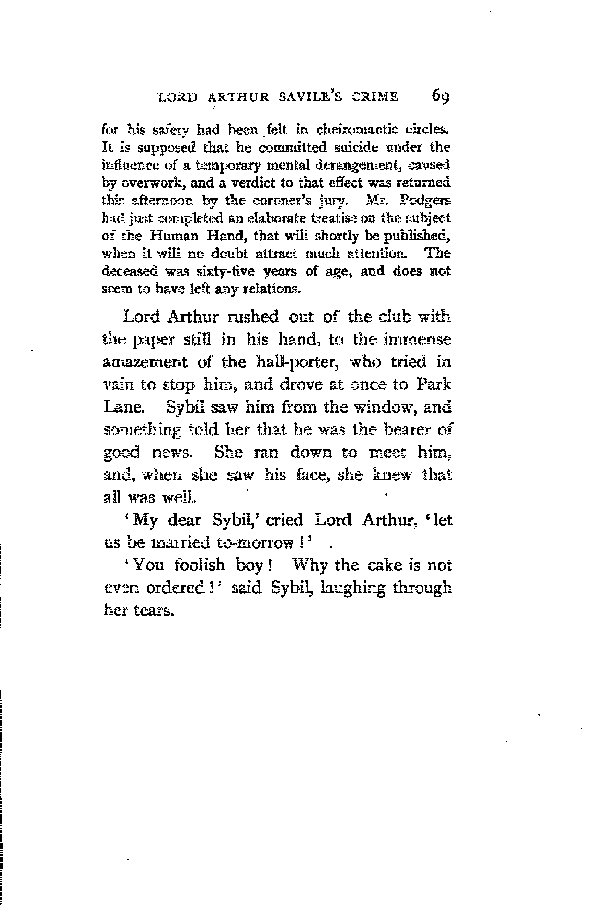 LORD ARTHUR SAVILE'S CRIME 69
for his safety had been felt in cheiromantic circles.
It is supposed that he committed suicide under the
influence of a temporary mental derangement, caused
by overwork, and a verdict to that effect was returned
this afternoon by the coroner's jury. Mr. Podgers
had just completed an elaborate treatise on the subject
of the Human Hand, that will shortly be published,
when it will no doubt attract much attention. The
deceased was sixty-five years of age, and does not
seem to have left any relations.
Lord Arthur rushed out of the club with
the paper still in his hand, to the immense
amazement of the hall-porter, who tried in
vain to stop him, and drove at once to Park
Lane. Sybil saw him from the window, and
something told her that he was the bearer of
good news. She ran down to meet him,
and, when she saw his face, she knew that
all was well.
'My dear Sybil,' cried Lord Arthur, 'let
us be married to-morrow!'
'You foolish boy! Why the cake is not
even ordered!' said Sybil, laughing through
her tears.